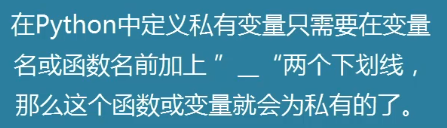 在Python中定义私有变量只需要在变量
名或函数名前加上 ”__“两个下划线，
那么这个函数或变量就会为私有的了。